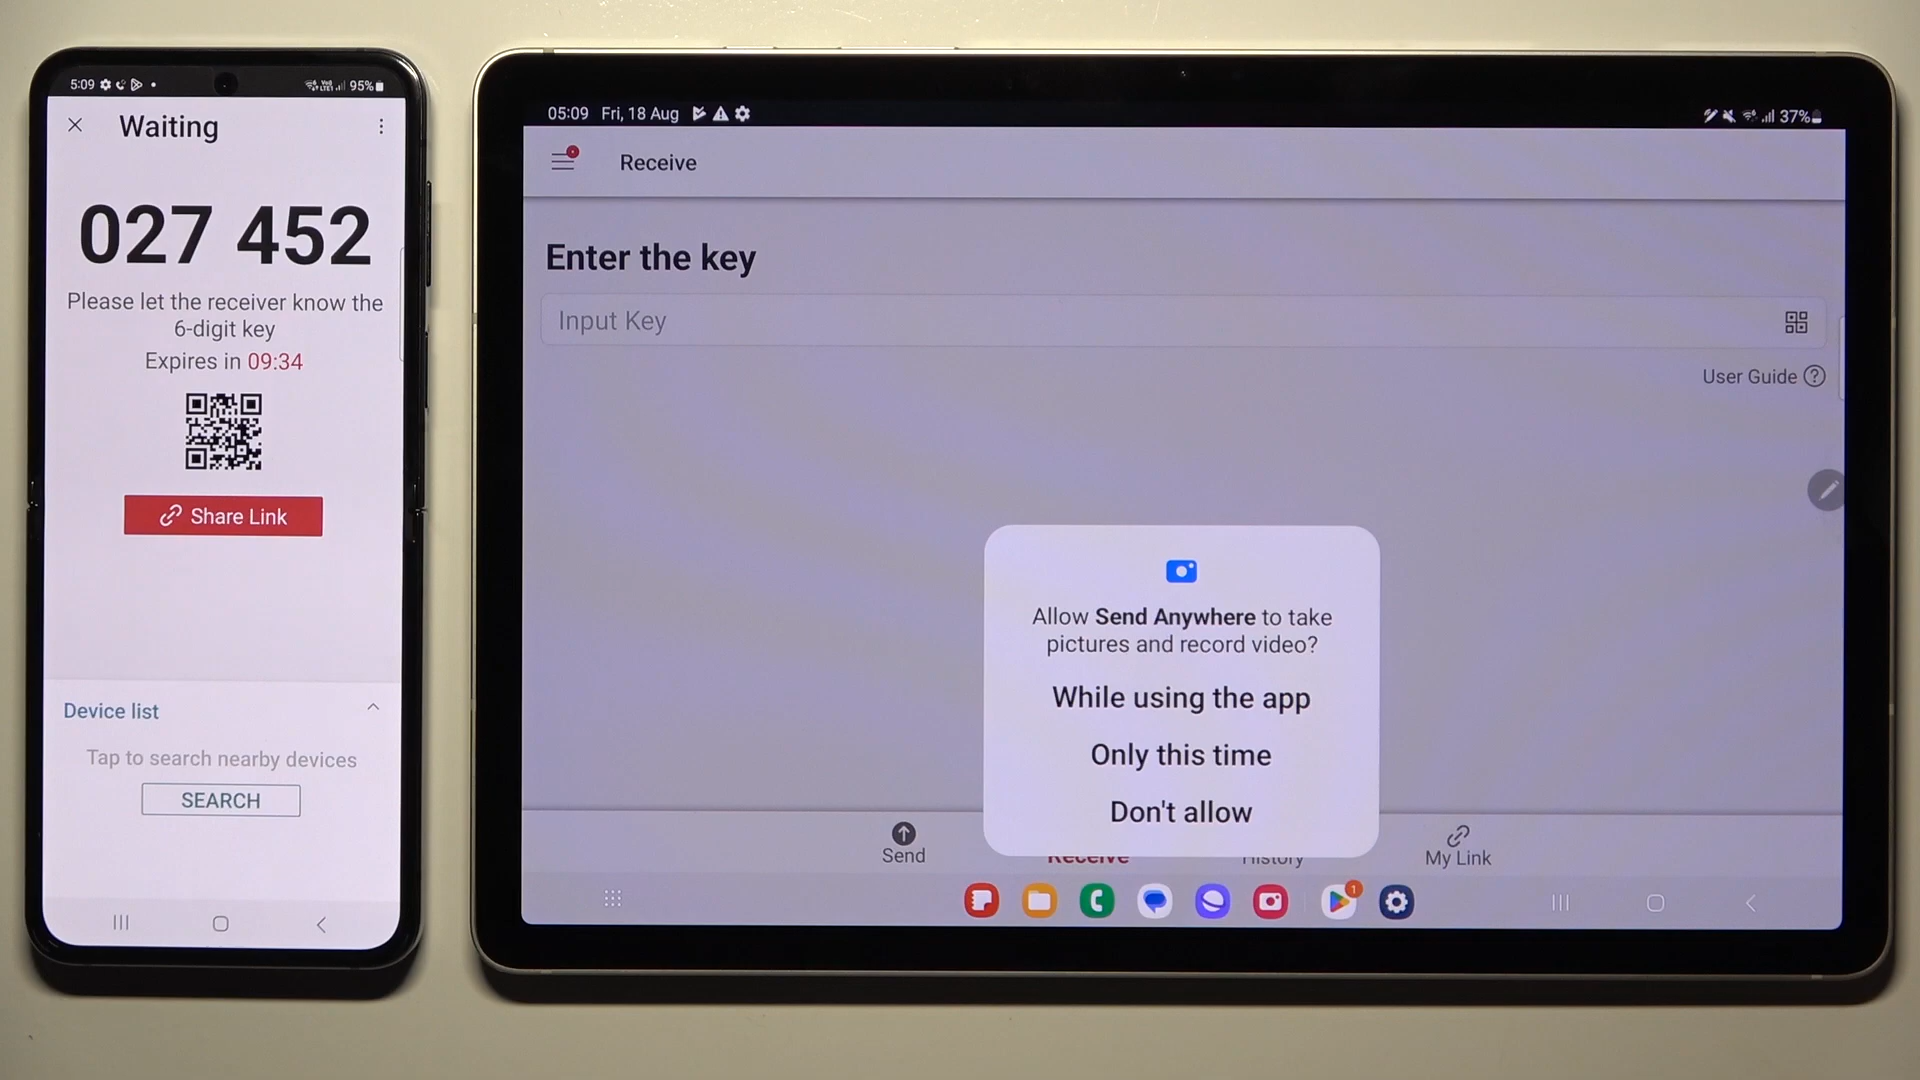 5:09
95%
Waiting
027 452
Please let the receiver know the
6-digit key
Expires in 09:34
Share Link
Device list
Tap to search nearby devices
SEARCH
05:09 Fri, 18 Aug
37%
Receive
Enter the key
Input Key
User Guide
Allow Send Anywhere to take
pictures and record video?
While using the app
Only this time
Don't allow
Send
Receive
History
My Link
1